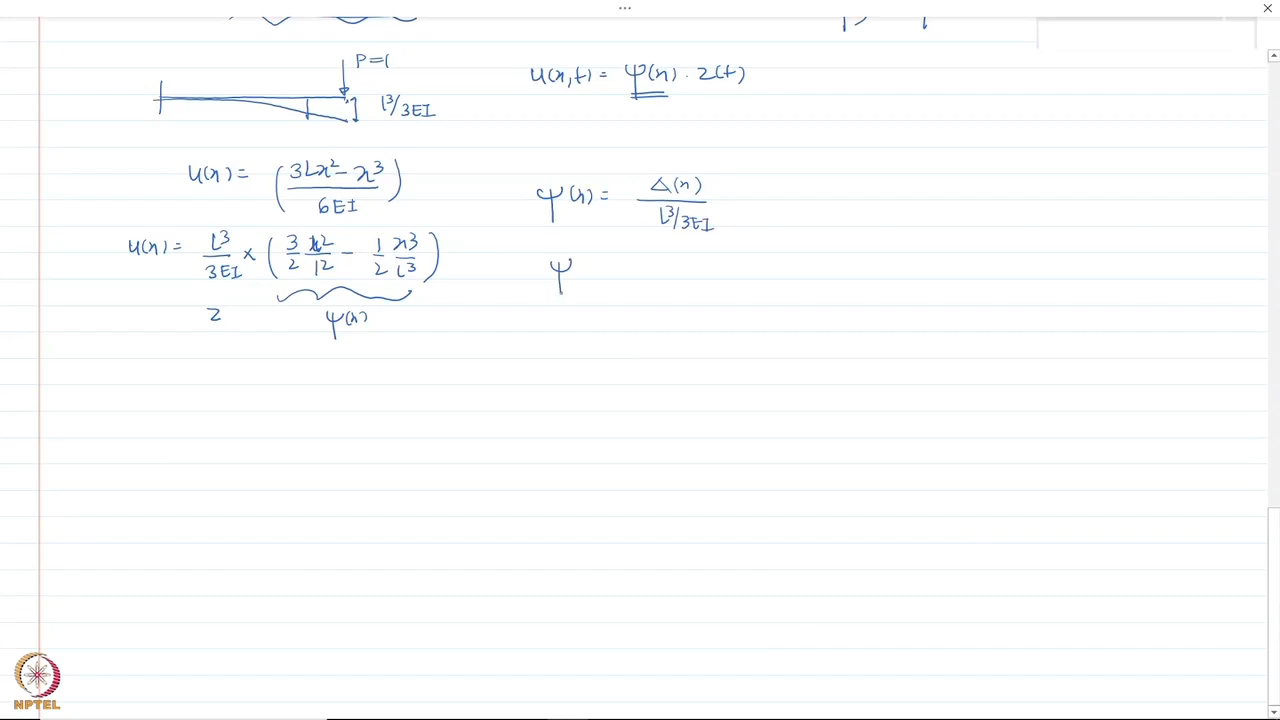 P=1
L³/3EI
u(x,t) = ψ(x) · z(t)
u(x) = (3Lx² - x³ / 6EI)
ψ(x) = Δ(x) / L³/3EI
u(x) = L³/3EI × (3/2 x²/L² - 1/2 x³/L³)
z ψ(x)
ψ
NPTEL